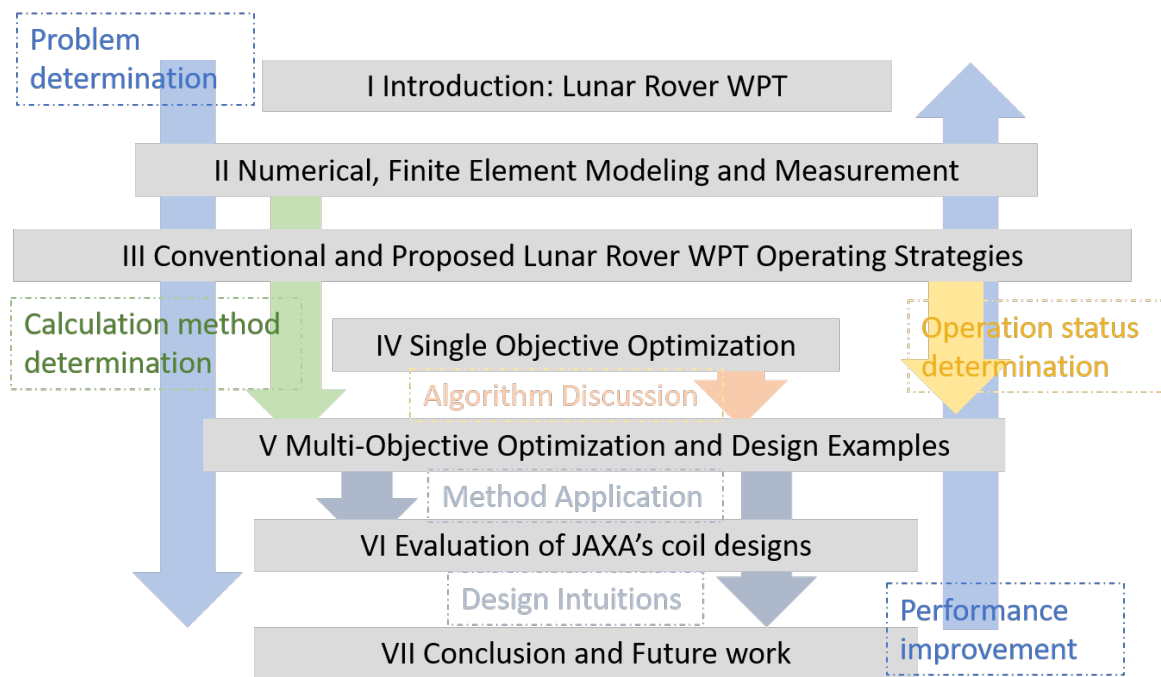 Problem
determination
I Introduction: Lunar Rover WPT
II Numerical, Finite Element Modeling and Measurement
III Conventional and Proposed Lunar Rover WPT Operating Strategies
Calculation method
determination
IV Single Objective Optimization
Operation status
determination
Algorithm Discussion
V Multi-Objective Optimization and Design Examples
Method Application
VI Evaluation of JAXA's coil designs
Design Intuitions
Performance
improvement
VII Conclusion and Future work